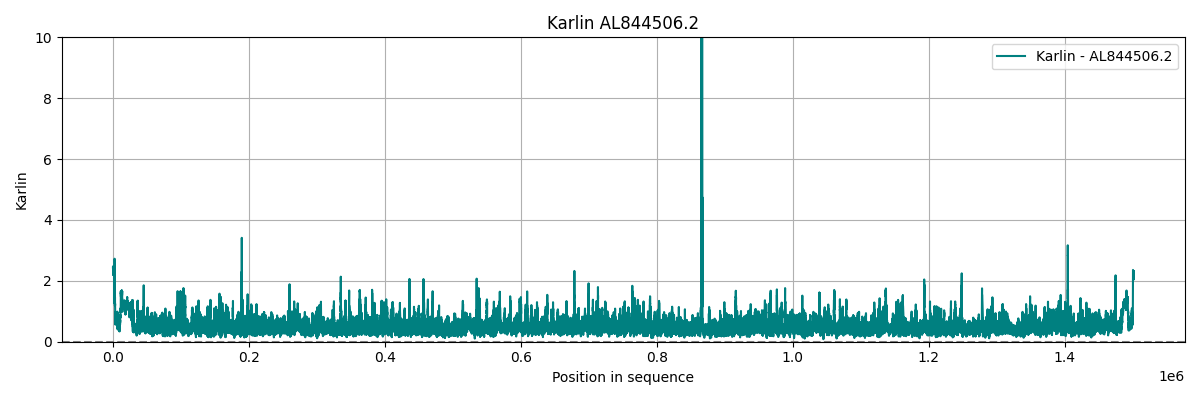 Karlin AL844506.2
Karlin - AL844506.2
10
8
6
4
2
0
Karlin
0.0 0.2 0.4 0.6 0.8 1.0 1.2 1.4
1e6
Position in sequence